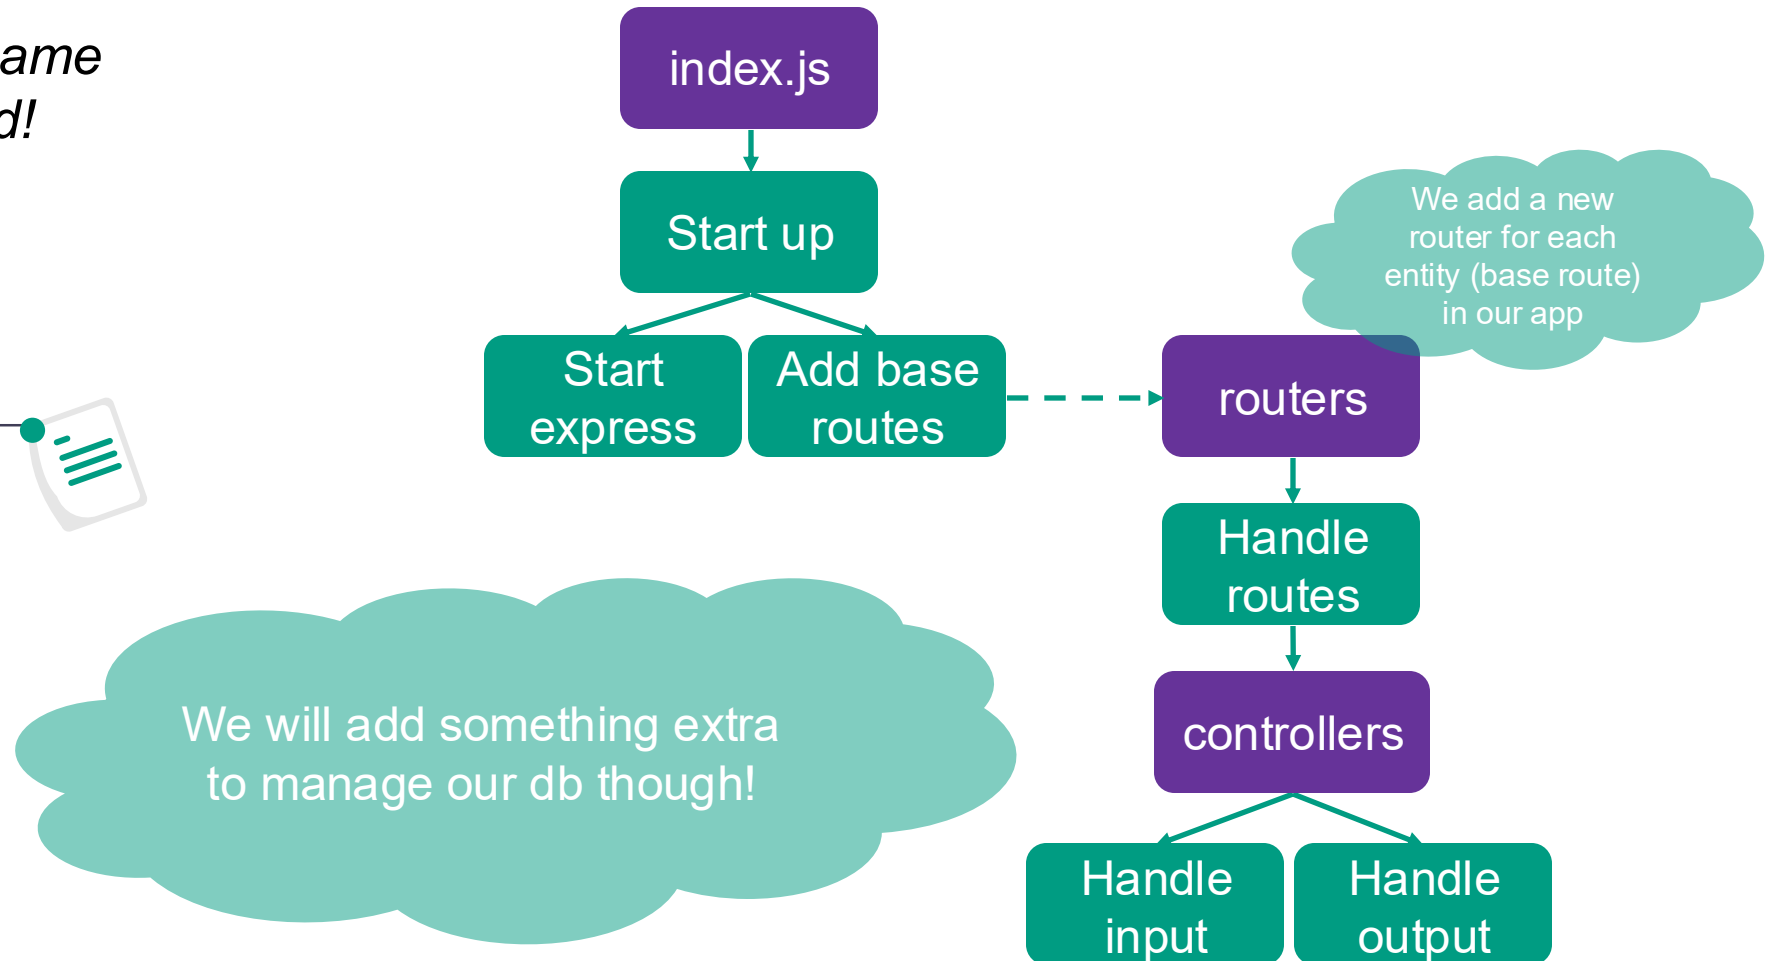 ame
d!
index.js
Start up
We add a new
router for each
entity (base route)
in our app
Start
express
Add base
routes
routers
Handle
routes
We will add something extra
to manage our db though!
controllers
Handle
input
Handle
output